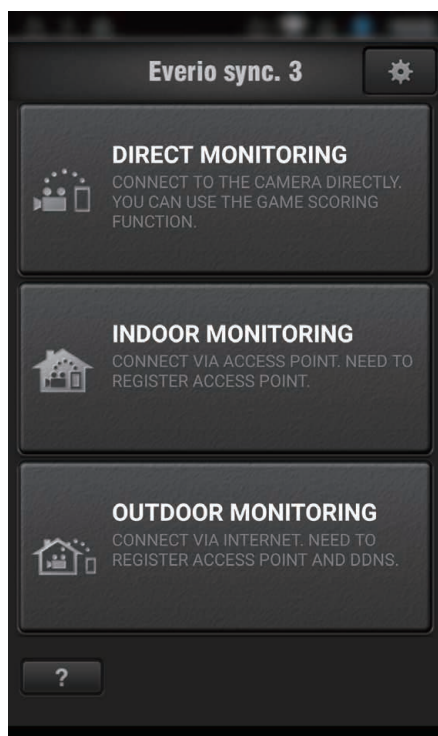 Everio sync. 3
DIRECT MONITORING
CONNECT TO THE CAMERA DIRECTLY.
YOU CAN USE THE GAME SCORING
FUNCTION.
INDOOR MONITORING
CONNECT VIA ACCESS POINT. NEED TO
REGISTER ACCESS POINT.
OUTDOOR MONITORING
CONNECT VIA INTERNET. NEED TO
REGISTER ACCESS POINT AND DDNS.
?